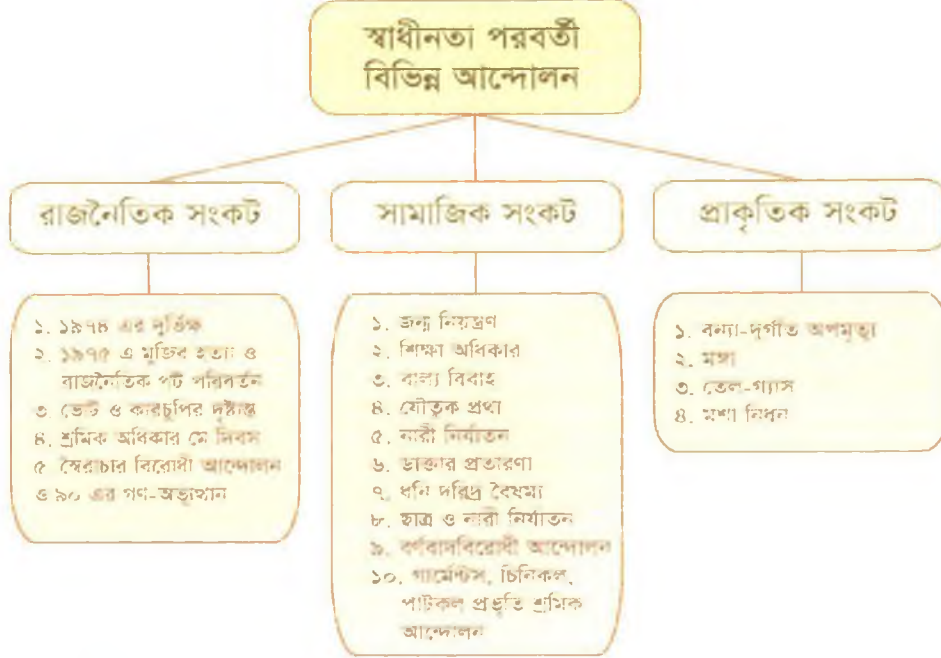 স্বাধীনতা পরবর্তী
বিভিন্ন আন্দোলন
রাজনৈতিক সংকট
১. ১৯৭৪ এর দুর্ভিক্ষ
২. ১৯৭৫ এ মুজিব হত্যা ও
রাজনৈতিক পট পরিবর্তন
৩ ভোট ও কারচুপির দৃষ্টান্ত
৪. শ্রমিক অধিকার মে দিবস
৫ স্বৈরাচার বিরোধী আন্দোলন
ও ৯০ এর গণ-অভ্যুত্থান
সামাজিক সংকট
১. জন্ম নিয়ন্ত্রণ
২. শিক্ষা অধিকার
৩. বাল্য বিবাহ
৪. যৌতুক প্রথা
৫. নারী নির্যাতন
৬. ডাক্তার প্রতারণা
৭. ধনি দরিদ্র বৈষম্য
৮. ছাত্র ও নারী নির্যাতন
৯. বর্ণবাদবিরোধী আন্দোলন
১০. গার্মেন্টস, চিনিকল,
পাটকল প্রভৃতি শ্রমিক
আন্দোলন
প্রাকৃতিক সংকট
১. বন্যা-দুর্গতি অপমৃত্যু
২. মঙ্গা
৩. তেল-গ্যাস
৪. মশা নিধন